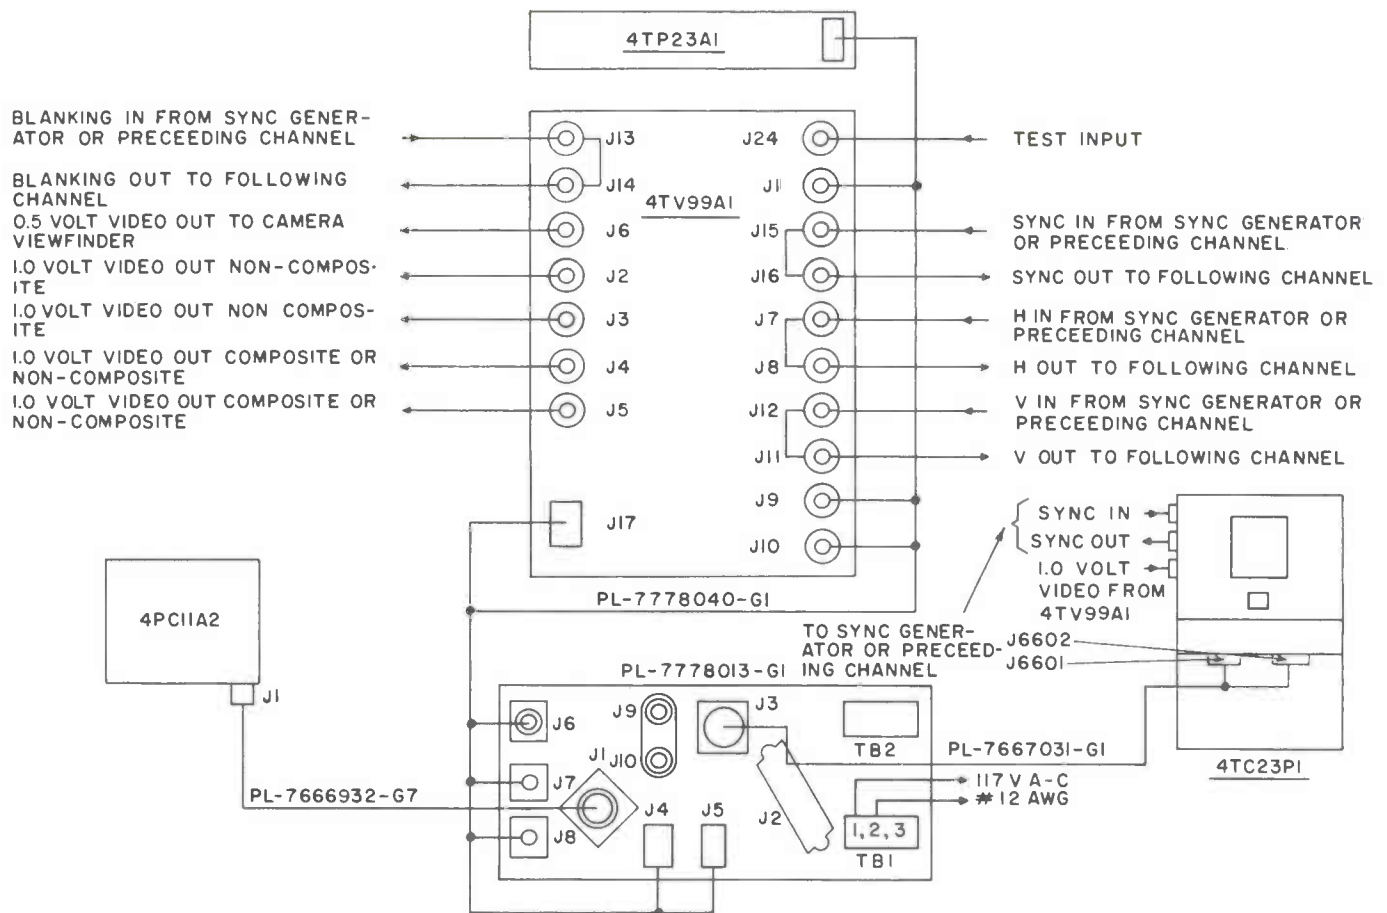 4TP23A1
BLANKING IN FROM SYNC GENER-
ATOR OR PRECEEDING CHANNEL
BLANKING OUT TO FOLLOWING
CHANNEL
0.5 VOLT VIDEO OUT TO CAMERA
VIEWFINDER
1.0 VOLT VIDEO OUT NON-COMPOS-
ITE
1.0 VOLT VIDEO OUT NON COMPOS-
ITE
1.0 VOLT VIDEO OUT COMPOSITE OR
NON-COMPOSITE
1.0 VOLT VIDEO OUT COMPOSITE OR
NON-COMPOSITE
J13
J14
J6
J2
J3
J4
J5
J17
4TV99A1
J24
J1
J15
J16
J7
J8
J12
J11
J9
J10
TEST INPUT
SYNC IN FROM SYNC GENERATOR
OR PRECEEDING CHANNEL
SYNC OUT TO FOLLOWING CHANNEL
H IN FROM SYNC GENERATOR OR
PRECEEDING CHANNEL
H OUT TO FOLLOWING CHANNEL
V IN FROM SYNC GENERATOR OR
PRECEEDING CHANNEL
V OUT TO FOLLOWING CHANNEL
SYNC IN
SYNC OUT
1.0 VOLT
VIDEO FROM
4TV99A1
J6602
J6601
TO SYNC GENER-
ATOR OR PRECEED-
ING CHANNEL
4TC23P1
PL-7778040-G1
4PC11A2
J1
PL-7666932-G7
PL-7778013-G1
J6
J7
J8
J9
J10
J1
J3
J4
J5
J2
TB2
1,2,3
TB1
PL-7667031-G1
117 V A-C
# 12 AWG